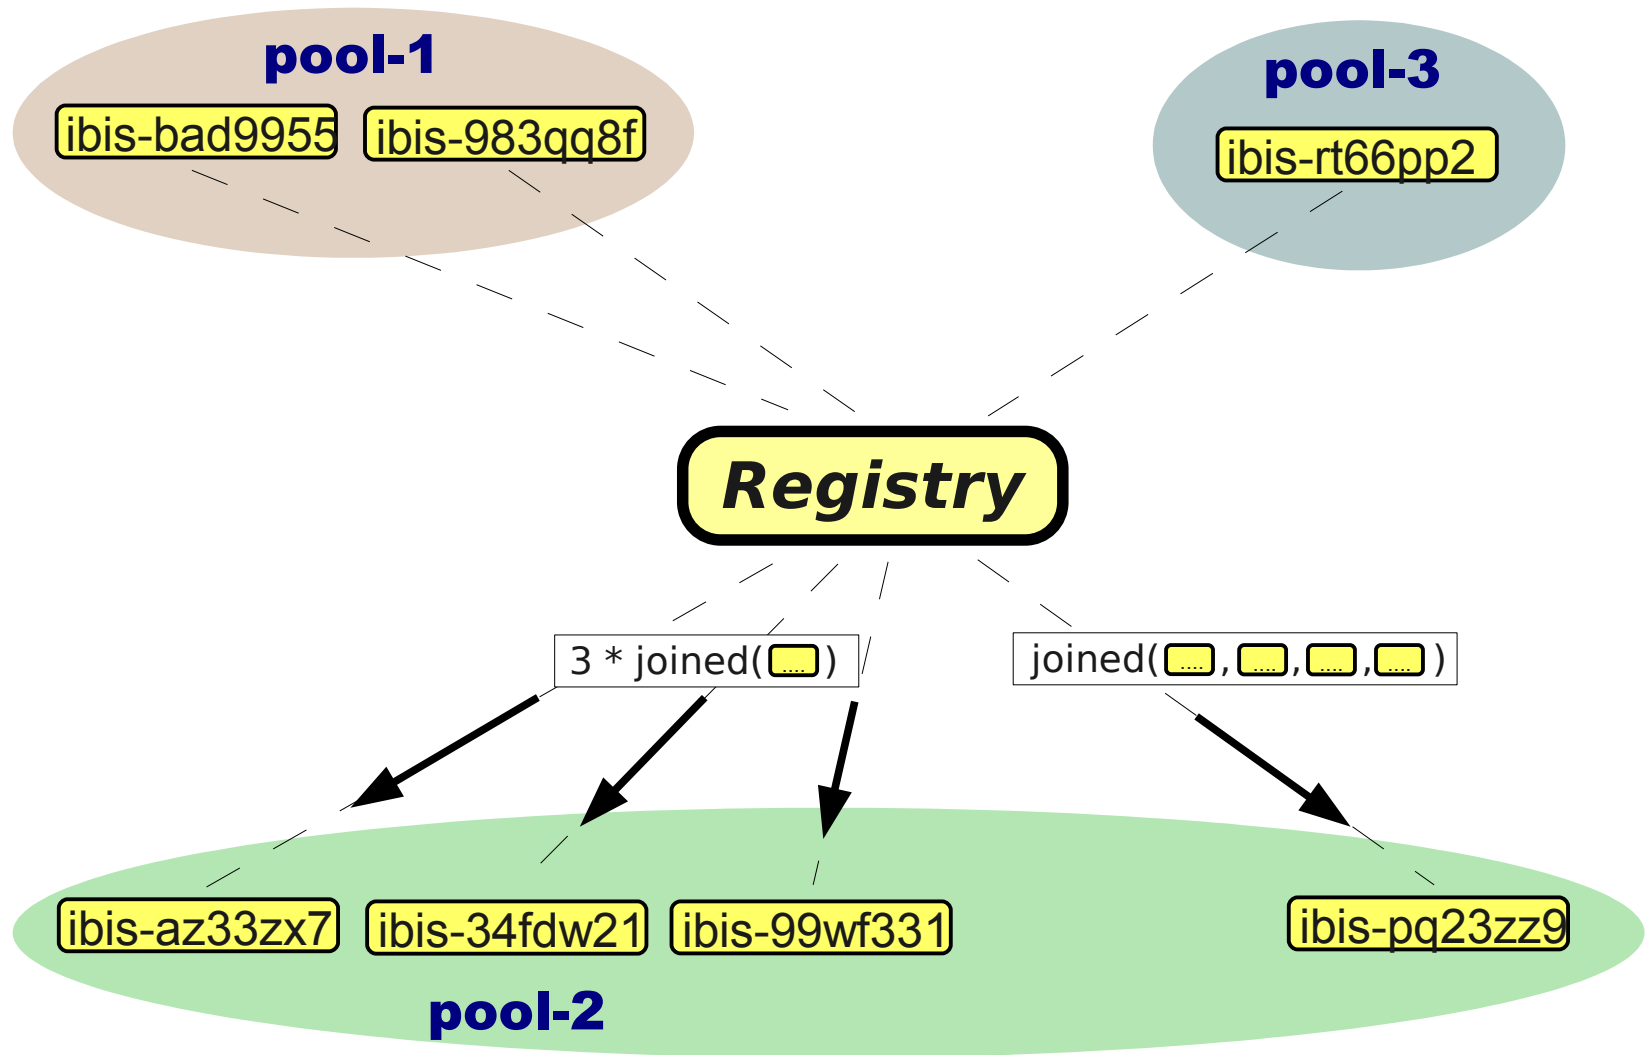 pool-1
ibis-bad9955
ibis-983qq8f
pool-3
ibis-rt66pp2
Registry
3 * joined( .... )
joined( .... , .... , .... , .... )
ibis-az33zx7
ibis-34fdw21
ibis-99wf331
ibis-pq23zz9
pool-2